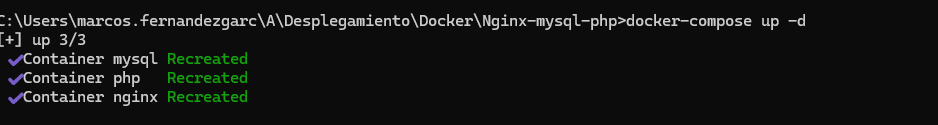 C:\Users\marcos.fernandezgarc\A\Desplegamiento\Docker\Nginx-mysql-php>docker-compose up -d
[+] up 3/3
✔Container mysql Recreated
✔Container php   Recreated
✔Container nginx Recreated